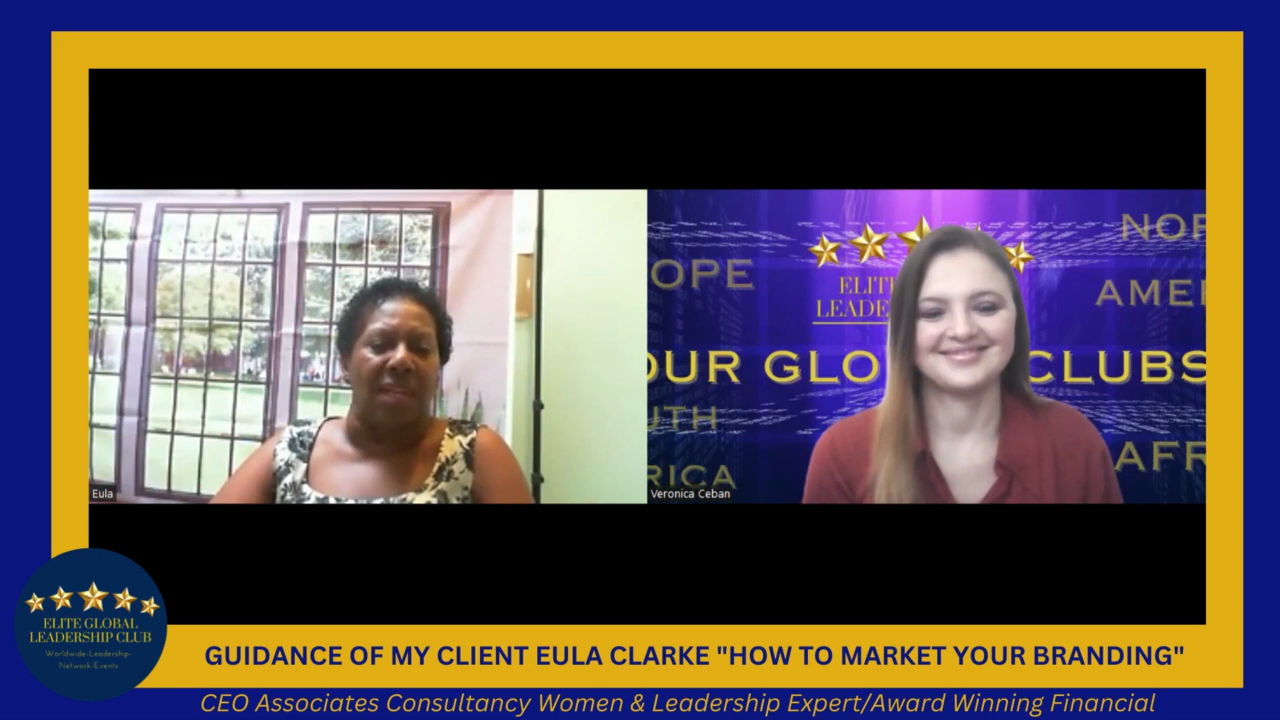 NOR
OPE
AME
ELITE
LEADE
OUR GLO CLUBS
UTH
AFR
RICA
Eula
Veronica Ceban
ELITE GLOBAL
LEADERSHIP CLUB
Worldwide-Leadership-
Network-Events
GUIDANCE OF MY CLIENT EULA CLARKE "HOW TO MARKET YOUR BRANDING"
CEO Associates Consultancy Women & Leadership Expert/Award Winning Financial